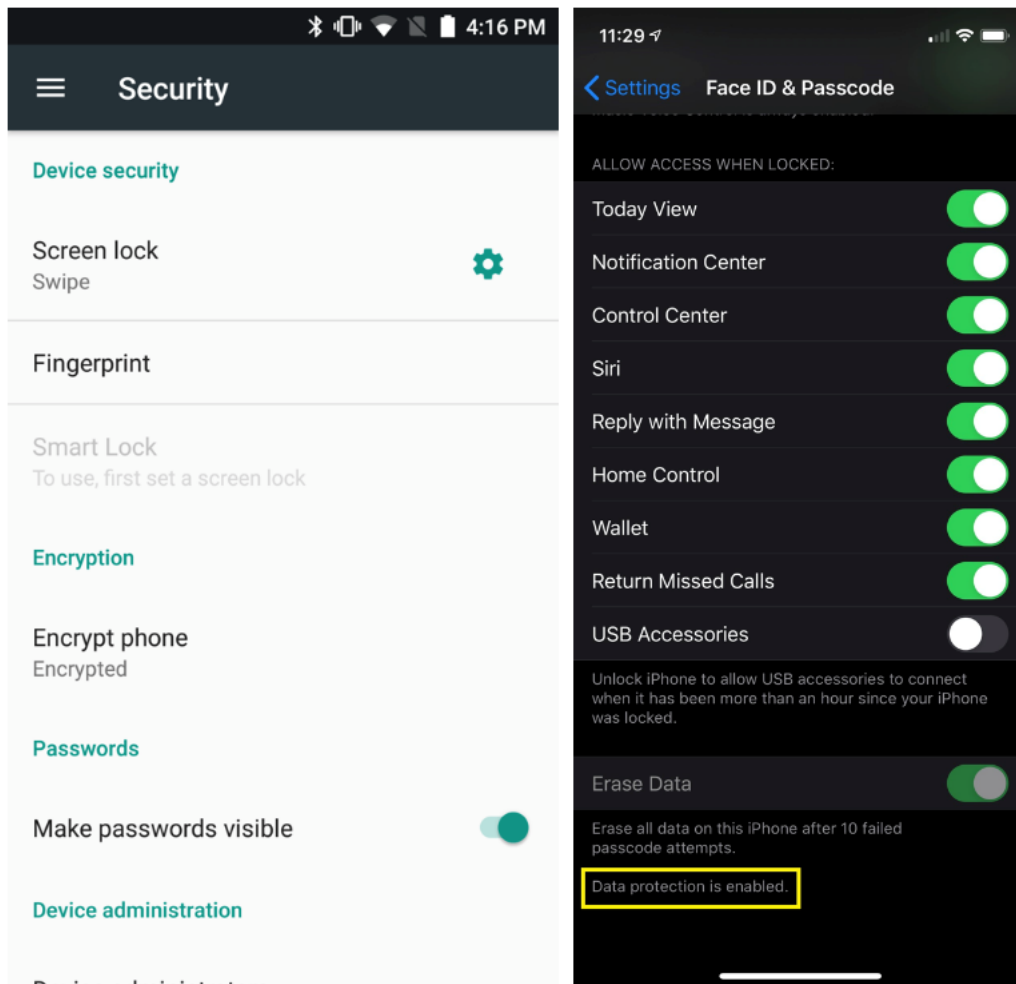 4:16 PM
Security
Device security
Screen lock
Swipe
Fingerprint
Smart Lock
To use, first set a screen lock
Encryption
Encrypt phone
Encrypted
Passwords
Make passwords visible
Device administration
11:29
Settings
Face ID & Passcode
ALLOW ACCESS WHEN LOCKED:
Today View
Notification Center
Control Center
Siri
Reply with Message
Home Control
Wallet
Return Missed Calls
USB Accessories
Unlock iPhone to allow USB accessories to connect
when it has been more than an hour since your iPhone
was locked.
Erase Data
Erase all data on this iPhone after 10 failed
passcode attempts.
Data protection is enabled.